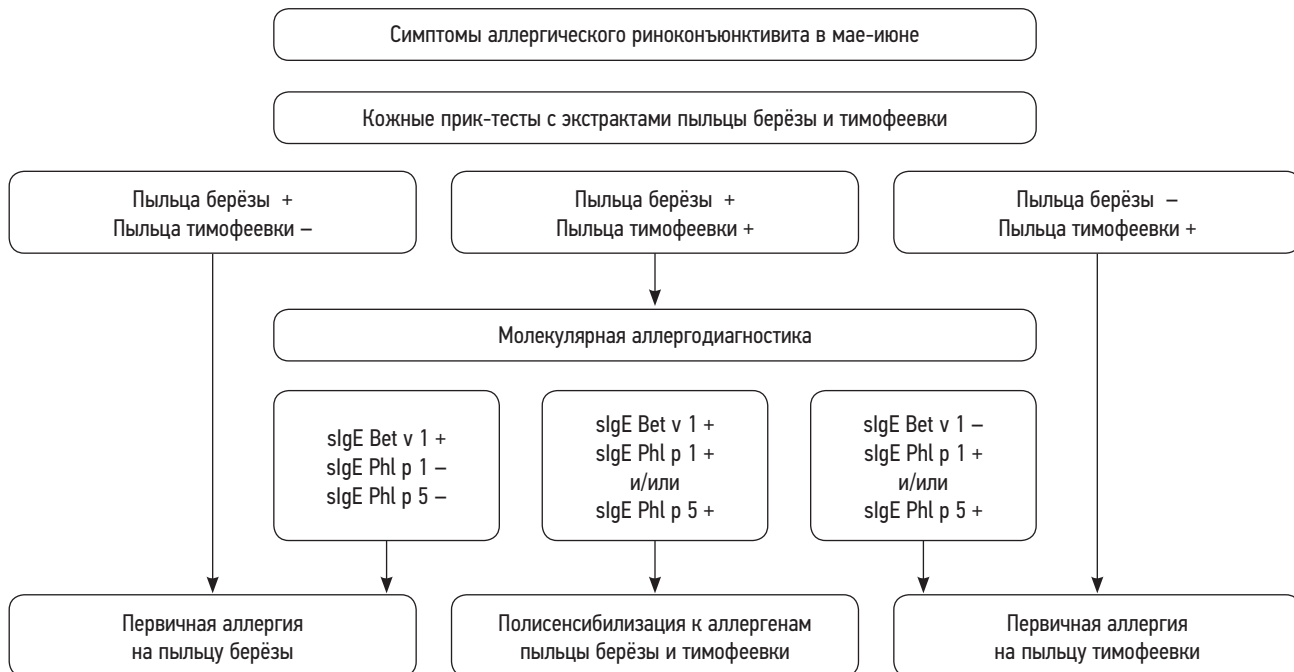 Симптомы аллергического риноконъюнктивита в мае-июне
Кожные прик-тесты с экстрактами пыльцы берёзы и тимофеевки
Пыльца берёзы +
Пыльца тимофеевки –
Пыльца берёзы +
Пыльца тимофеевки +
Пыльца берёзы –
Пыльца тимофеевки +
Молекулярная аллергодиагностика
sIgE Bet v 1 +
sIgE Phl p 1 –
sIgE Phl p 5 –
sIgE Bet v 1 +
sIgE Phl p 1 +
и/или
sIgE Phl p 5 +
sIgE Bet v 1 –
sIgE Phl p 1 +
и/или
sIgE Phl p 5 +
Первичная аллергия
на пыльцу берёзы
Полисенсибилизация к аллергенам
пыльцы берёзы и тимофеевки
Первичная аллергия
на пыльцу тимофеевки